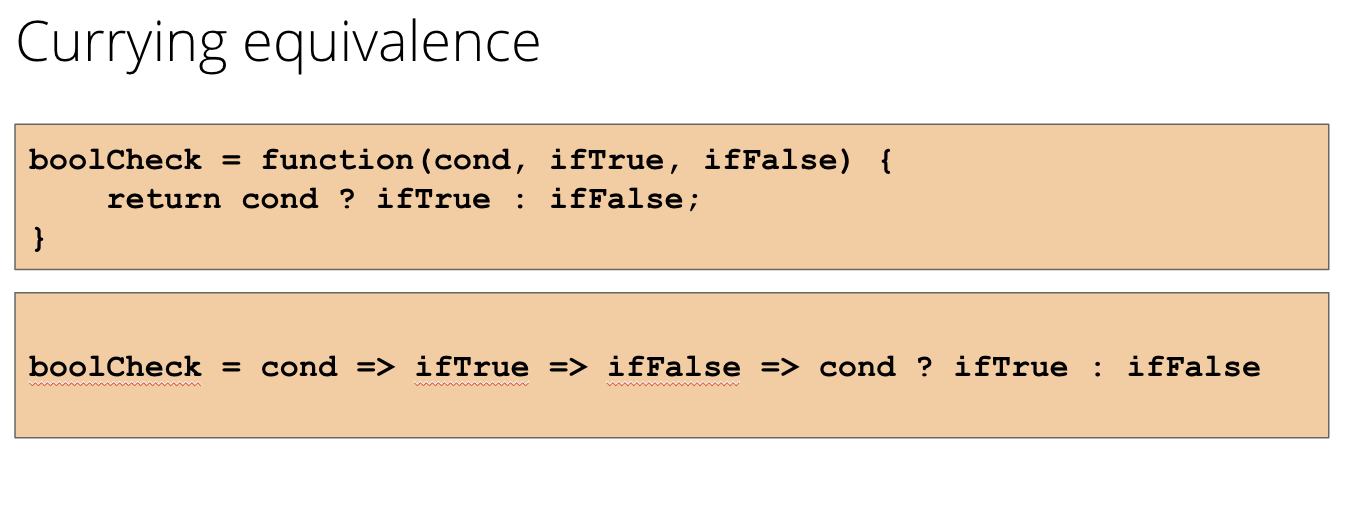 Currying equivalence
boolCheck = function(cond, ifTrue, ifFalse) {
    return cond ? ifTrue : ifFalse;
}
boolCheck = cond => ifTrue => ifFalse => cond ? ifTrue : ifFalse